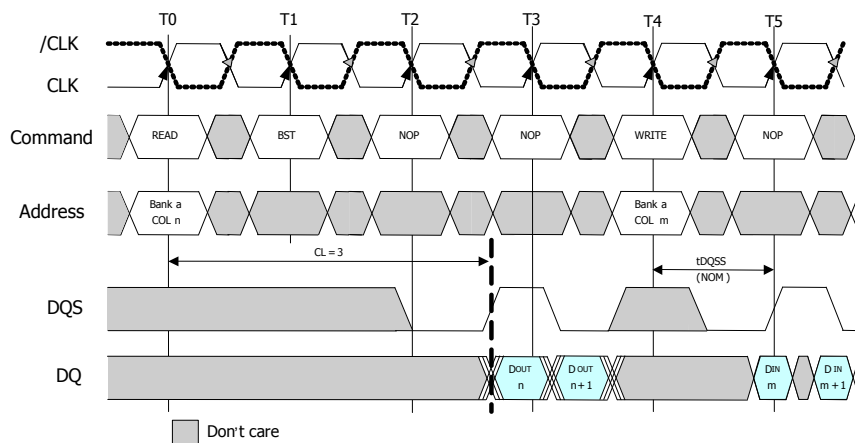 T0 T1 T2 T3 T4 T5
/CLK
CLK
Command READ BST NOP NOP WRITE NOP
Address Bank a Bank a
COL n COL m
CL = 3 tDQSS
(NOM)
DQS
DQ DOUT DOUT DIN DIN
n n+1 m m+1
Don't care